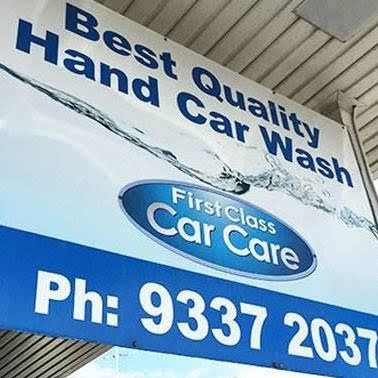 Best Quality
Hand Car Wash
First Class
Car Care
Ph: 9337 2037